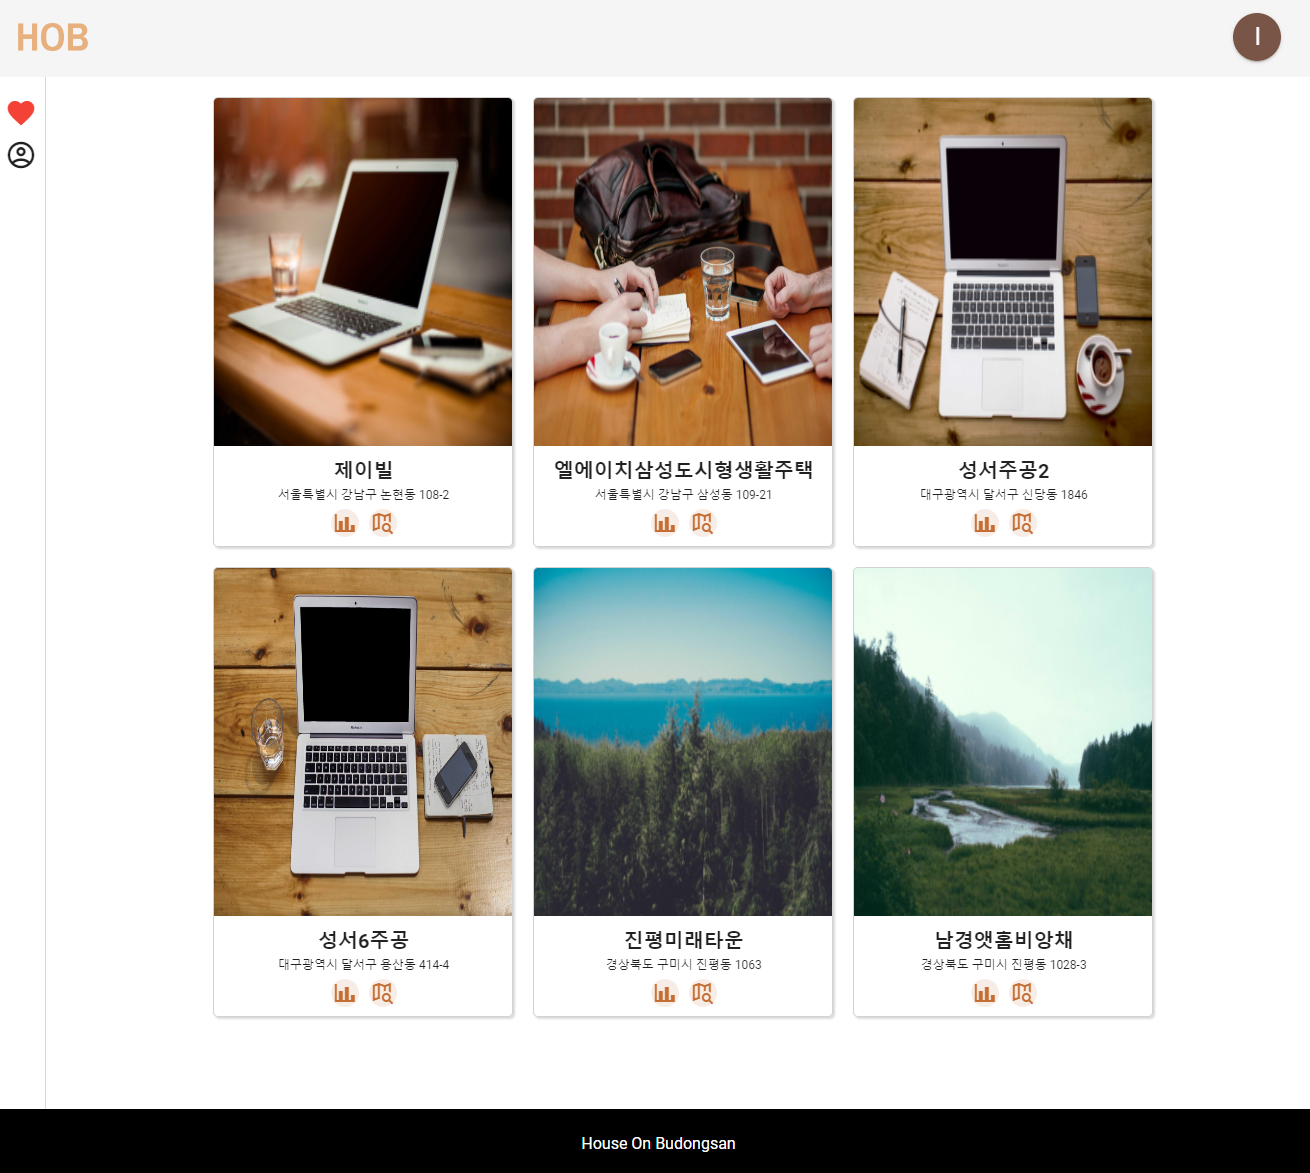 HOB
I
제이빌
서울특별시 강남구 논현동 108-2
엘에이치삼성도시형생활주택
서울특별시 강남구 삼성동 109-21
성서주공2
대구광역시 달서구 신당동 1846
성서6주공
대구광역시 달서구 용산동 414-4
진평미래타운
경상북도 구미시 진평동 1063
남경앳홈비앙채
경상북도 구미시 진평동 1028-3
House On Budongsan